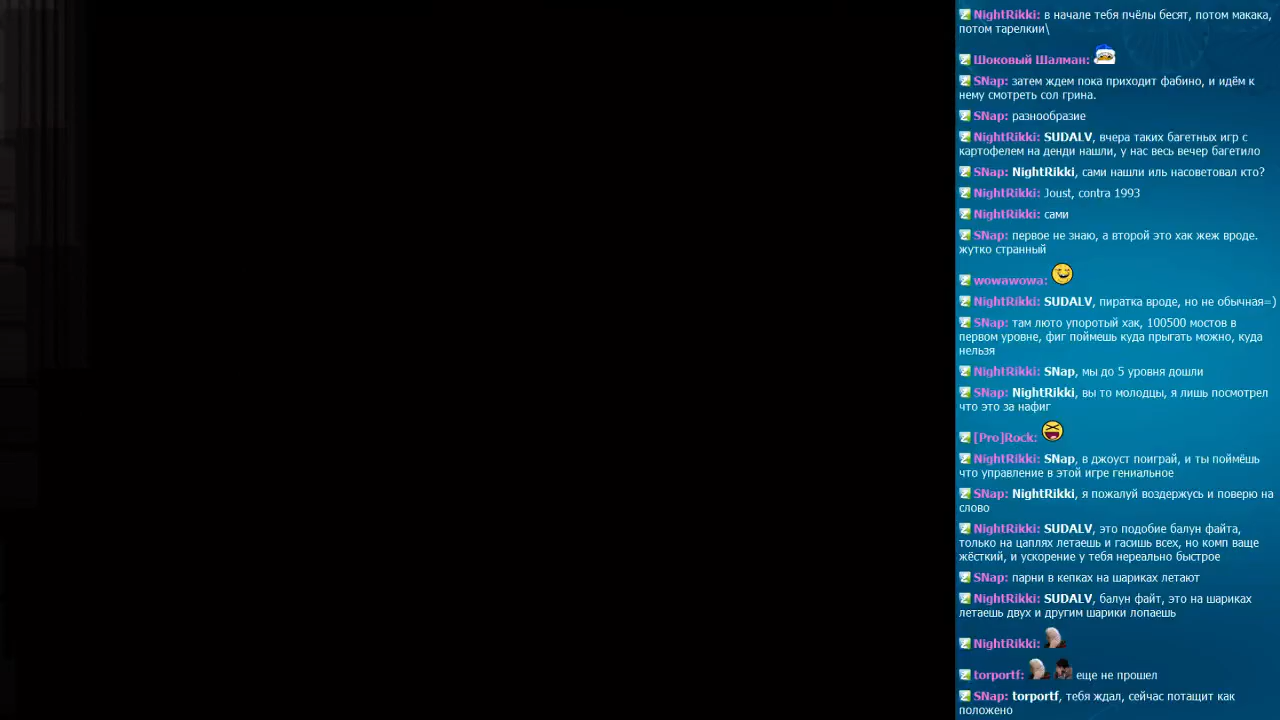 NightRikki: в начале тебя пчёлы бесят, потом макака,
потом тарелкии\
Шоковый Шалман:
SNap: затем ждем пока приходит фабино, и идём к
нему смотреть сол грина.
SNap: разнообразие
NightRikki: SUDALV, вчера таких багетных игр с
картофелем на денди нашли, у нас весь вечер багетило
SNap: NightRikki, сами нашли иль насоветовал кто?
NightRikki: Joust, contra 1993
NightRikki: сами
SNap: первое не знаю, а второй это хак жеж вроде.
жутко странный
wowawowa:
NightRikki: SUDALV, пиратка вроде, но не обычная=)
SNap: там люто упоротый хак, 100500 мостов в
первом уровне, фиг поймешь куда прыгать можно, куда
нельзя
NightRikki: SNap, мы до 5 уровня дошли
SNap: NightRikki, вы то молодцы, я лишь посмотрел
что это за нафиг
[Pro]Rock:
NightRikki: SNap, в джоуст поиграй, и ты поймёшь
что управление в этой игре гениальное
SNap: NightRikki, я пожалуй воздержусь и поверю на
слово
NightRikki: SUDALV, это подобие балун файта,
только на цаплях летаешь и гасишь всех, но комп ваще
жёсткий, и ускорение у тебя нереально быстрое
SNap: парни в кепках на шариках летают
NightRikki: SUDALV, балун файт, это на шариках
летаешь двух и другим шарики лопаешь
NightRikki:
torportf: еще не прошел
SNap: torportf, тебя ждал, сейчас потащит как
положено